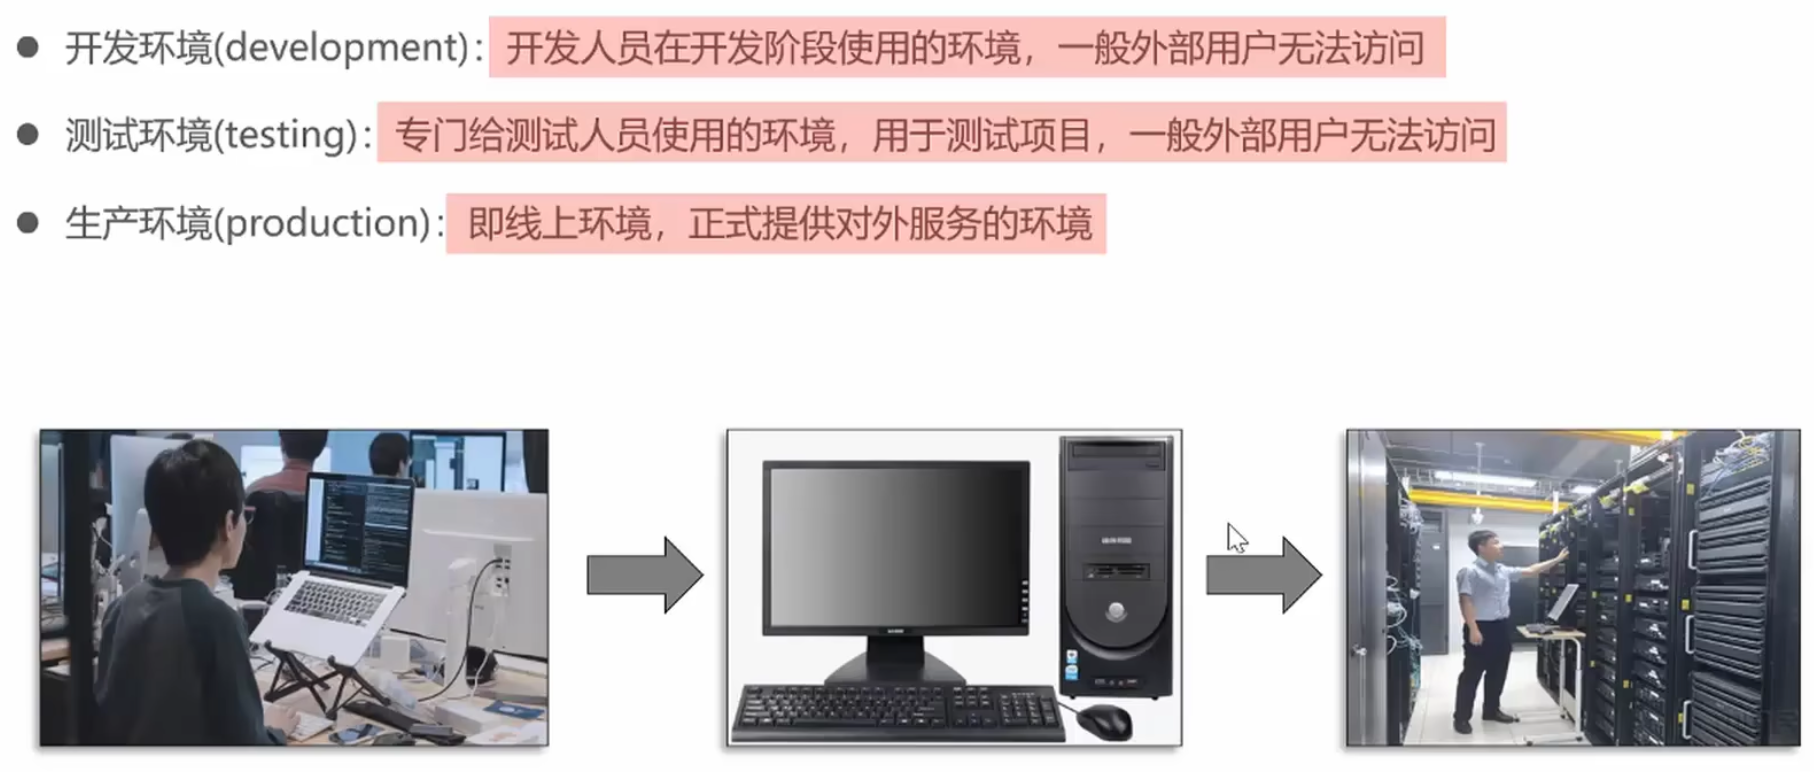 ● 开发环境(development)：开发人员在开发阶段使用的环境，一般外部用户无法访问
● 测试环境(testing)：专门给测试人员使用的环境，用于测试项目，一般外部用户无法访问
● 生产环境(production)：即线上环境，正式提供对外服务的环境